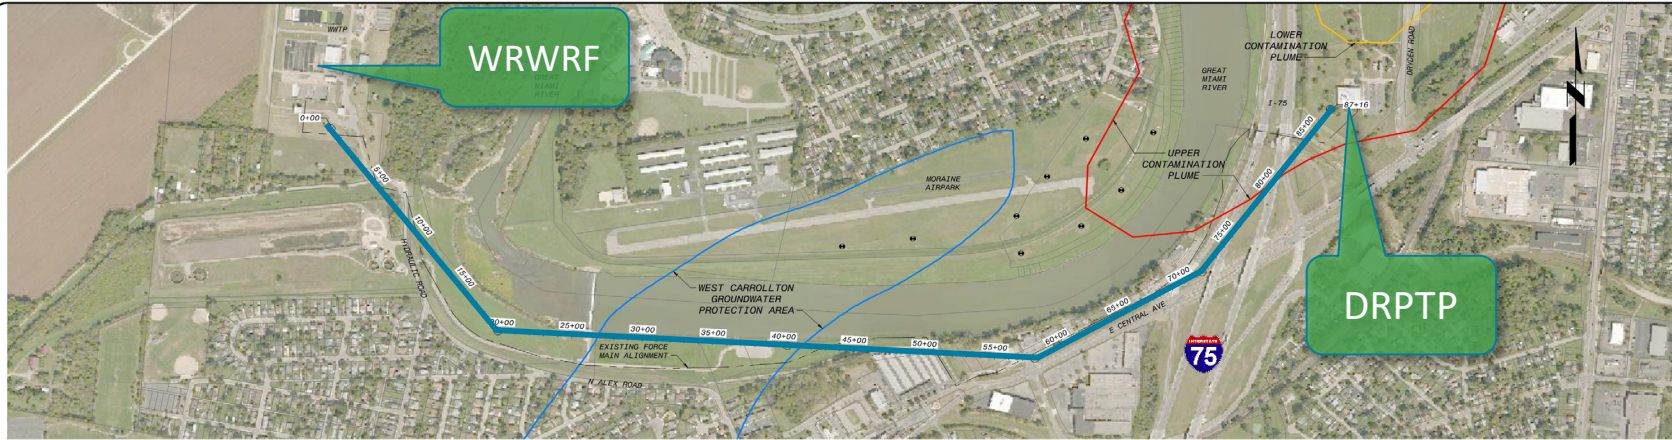 WWTP
WRWRF
GREAT
MIAMI
RIVER
0+00
5+00
10+00
15+00
20+00
25+00
30+00
35+00
40+00
45+00
50+00
55+00
60+00
65+00
70+00
75+00
80+00
85+00
87+16
HYDRAULIC ROAD
EXISTING FORCE
MAIN ALIGNMENT
N ALEX ROAD
WEST CARROLLTON
GROUNDWATER
PROTECTION AREA
MORAINE
AIRPARK
UPPER
CONTAMINATION
PLUME
GREAT
MIAMI
RIVER
I-75
LOWER
CONTAMINATION
PLUME
DRYDEN ROAD
E CENTRAL AVE
INTERSTATE
75
DRPTP
N